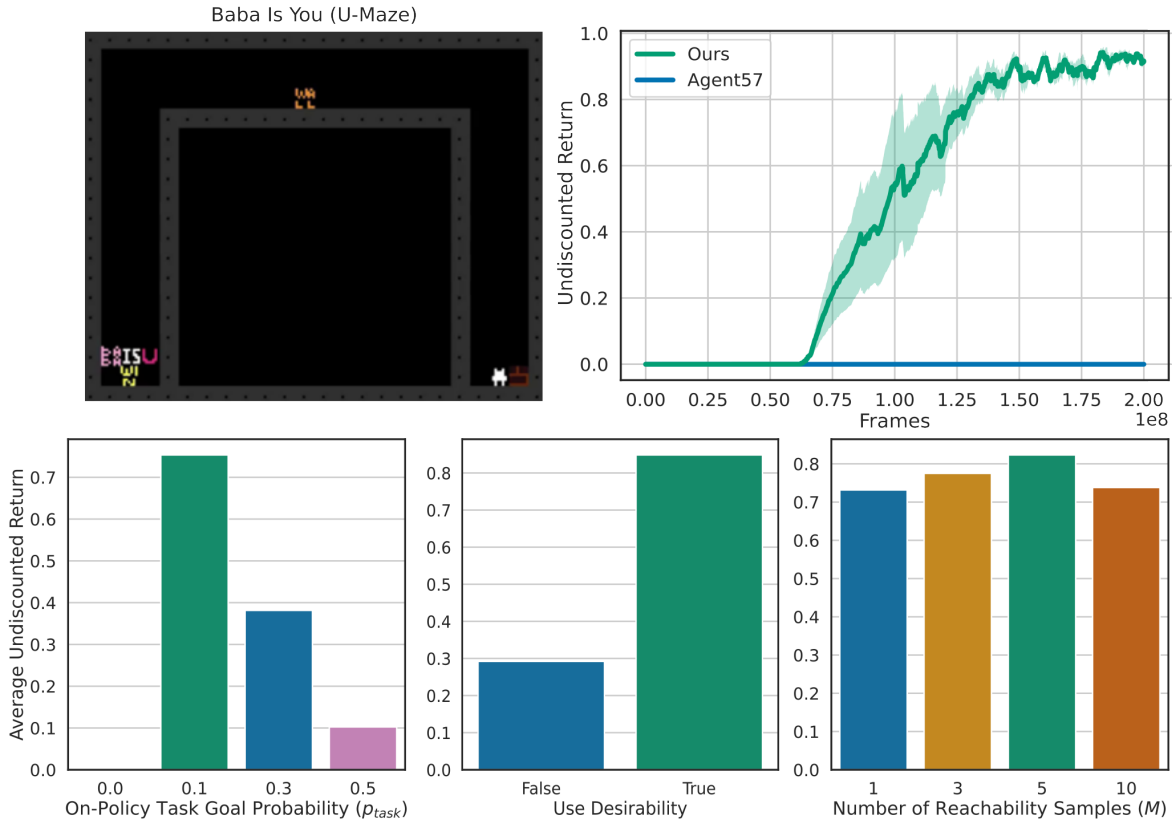 Baba Is You (U-Maze)
WA
LL
BA
BA
IS
U
WI
N
Undiscounted Return
1.0
0.8
0.6
0.4
0.2
0.0
Ours
Agent57
0.00 0.25 0.50 0.75 1.00 1.25 1.50 1.75 2.00
1e8
Frames
Average Undiscounted Return
0.7
0.6
0.5
0.4
0.3
0.2
0.1
0.0
0.0 0.1 0.3 0.5
On-Policy Task Goal Probability (p_task)
0.8
0.7
0.6
0.5
0.4
0.3
0.2
0.1
0.0
False True
Use Desirability
0.8
0.7
0.6
0.5
0.4
0.3
0.2
0.1
0.0
1 3 5 10
Number of Reachability Samples (M)